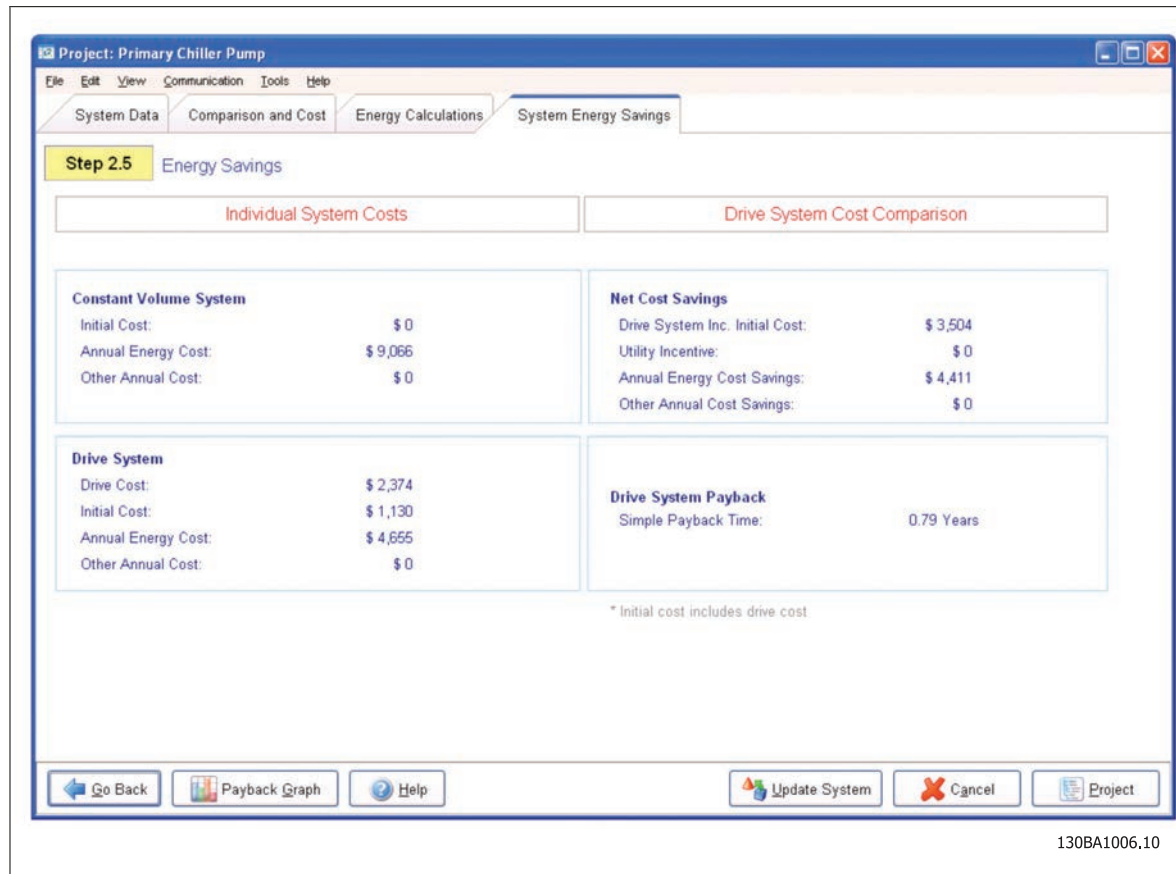 Project: Primary Chiller Pump
File Edit View Communication Tools Help
System Data Comparison and Cost Energy Calculations System Energy Savings
Step 2.5 Energy Savings
Individual System Costs
Drive System Cost Comparison
Constant Volume System
Initial Cost: $ 0
Annual Energy Cost: $ 9,066
Other Annual Cost: $ 0
Net Cost Savings
Drive System Inc. Initial Cost: $ 3,504
Utility Incentive: $ 0
Annual Energy Cost Savings: $ 4,411
Other Annual Cost Savings: $ 0
Drive System
Drive Cost: $ 2,374
Initial Cost: $ 1,130
Annual Energy Cost: $ 4,655
Other Annual Cost: $ 0
Drive System Payback
Simple Payback Time: 0.79 Years
* Initial cost includes drive cost
Go Back Payback Graph Help Update System Cancel Project
130BA1006.10